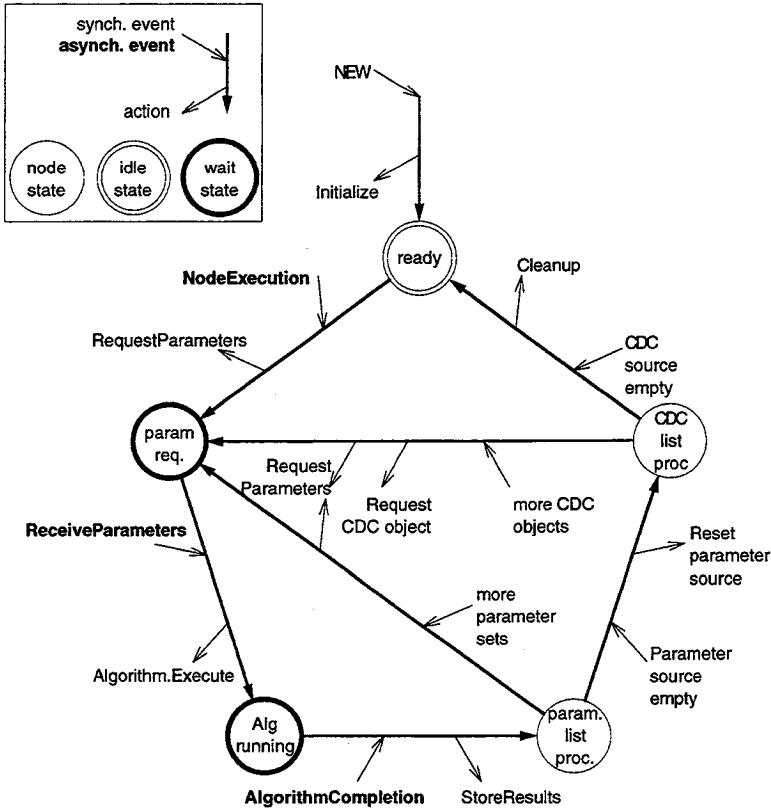 synch. event
asynch. event
action
node
state
idle
state
wait
state
NEW
Initialize
ready
NodeExecution
Cleanup
RequestParameters
CDC
source
empty
param
req.
CDC
list
proc
Request
Parameters
Request
CDC object
more CDC
objects
ReceiveParameters
Reset
parameter
source
more
parameter
sets
Algorithm.Execute
Parameter
source
empty
Alg
running
param.
list
proc.
AlgorithmCompletion
StoreResults